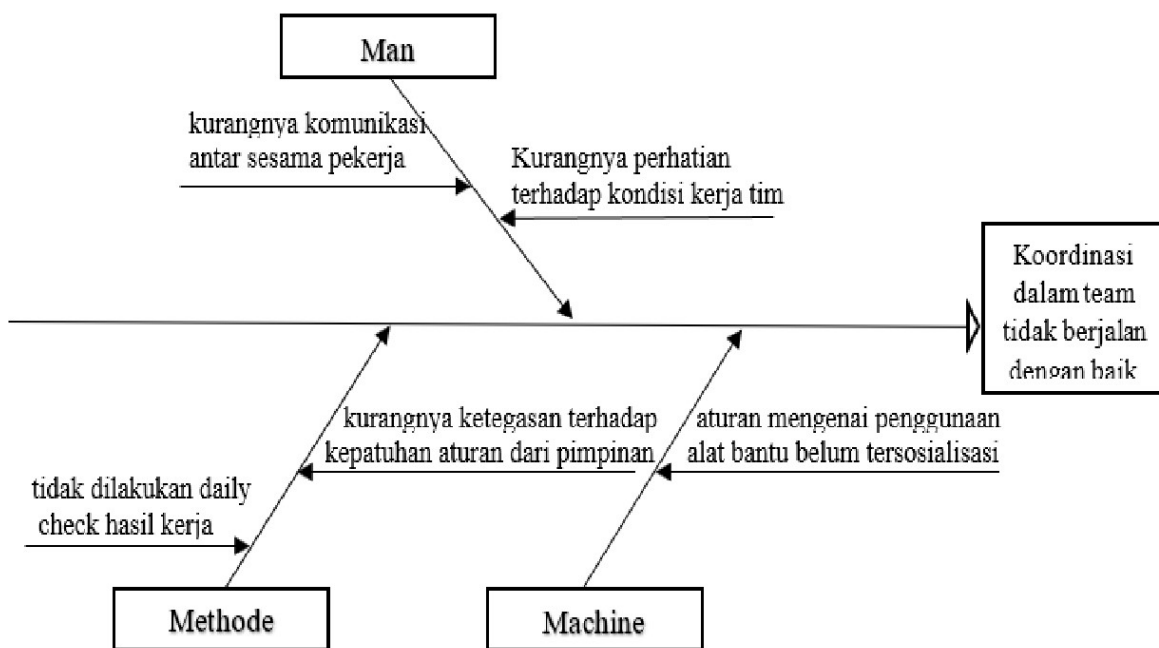 Man
kurangnya komunikasi
antar sesama pekerja
Kurangnya perhatian
terhadap kondisi kerja tim
Koordinasi
dalam team
tidak berjalan
dengan baik
kurangnya ketegasan terhadap
kepatuhan aturan dari pimpinan
aturan mengenai penggunaan
alat bantu belum tersosialisasi
tidak dilakukan daily
check hasil kerja
Methode
Machine